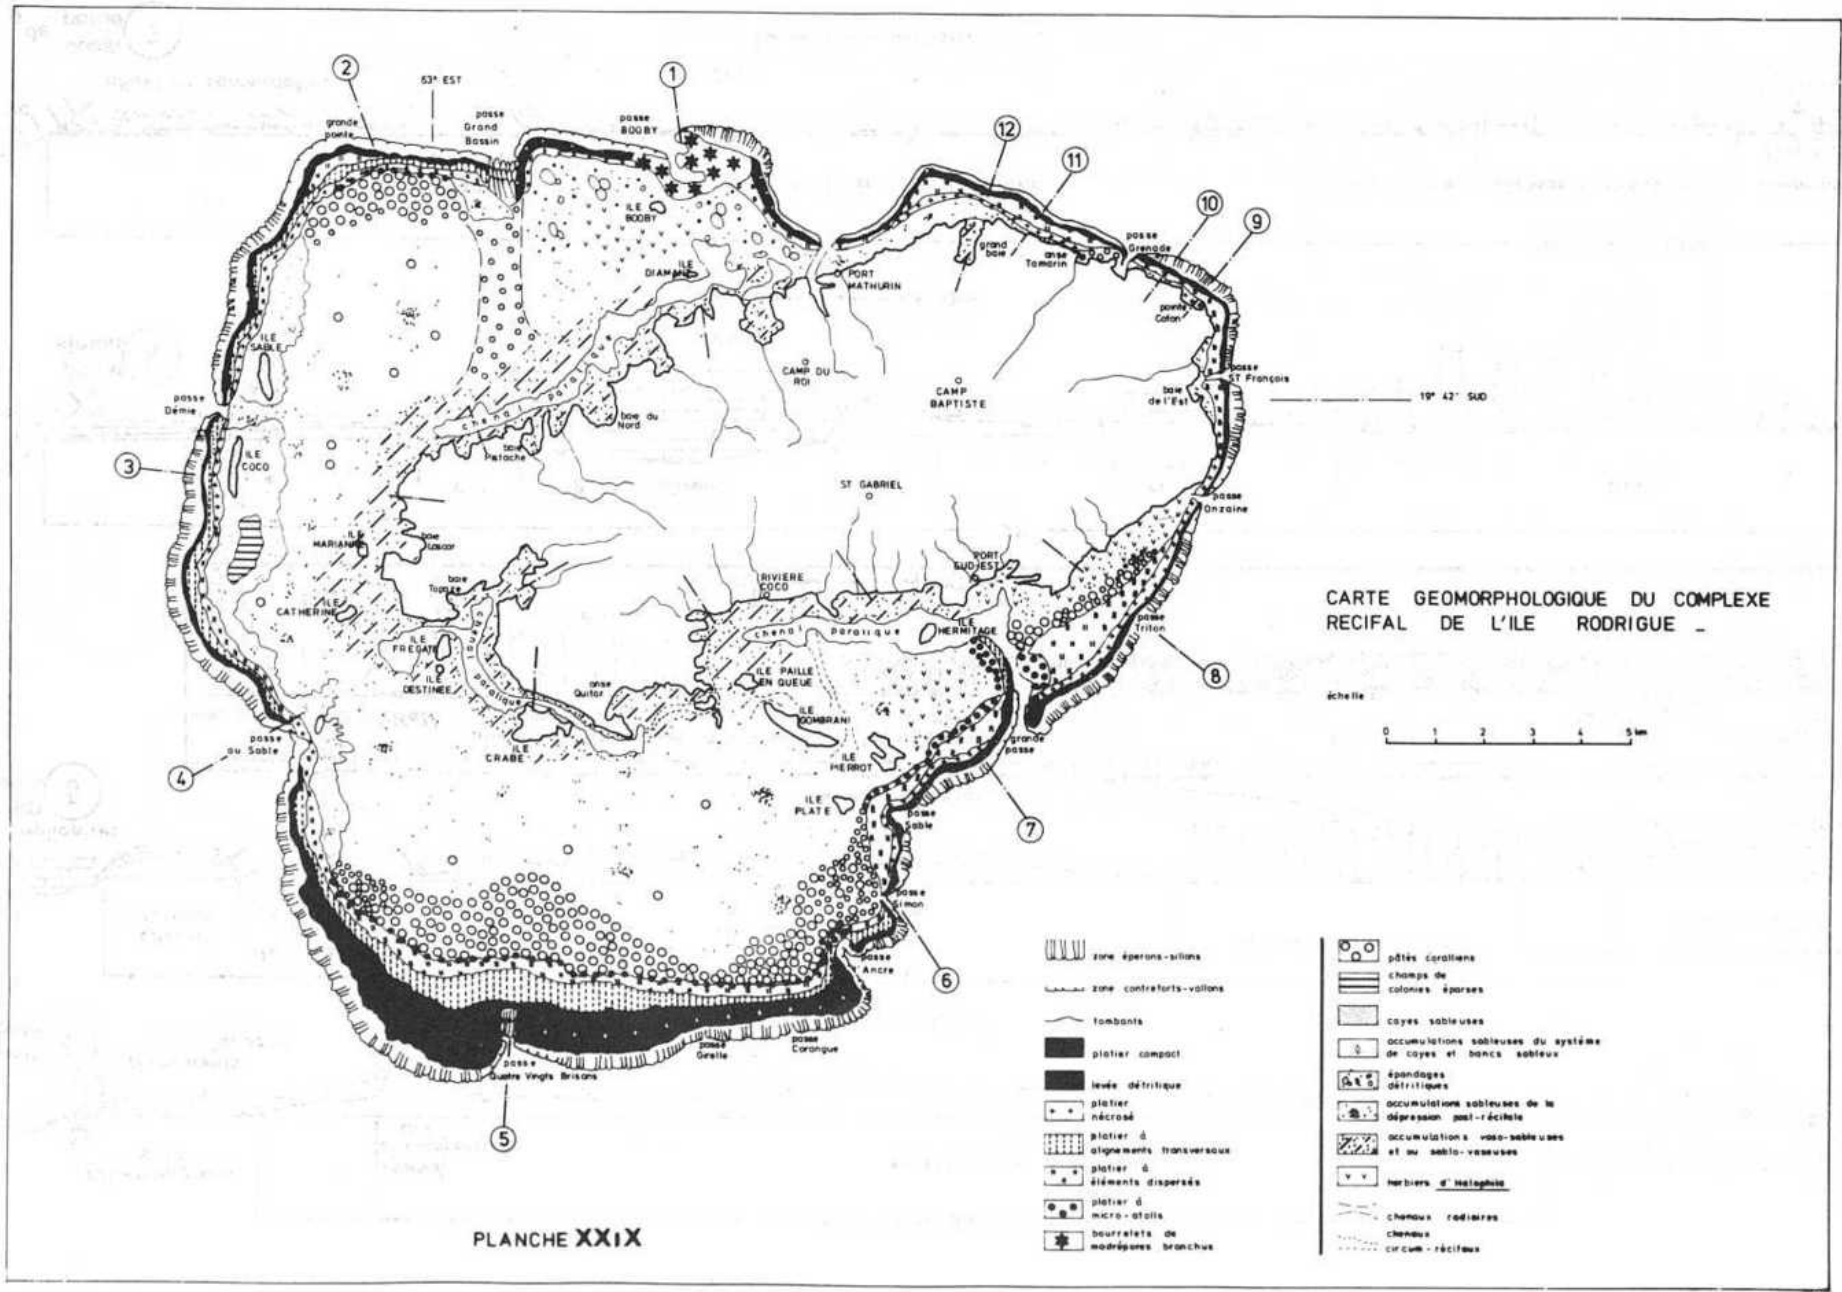 2
53° EST
1
grande
pointe
passe
Grand
Bassin
passe
BOOBY
12
11
10
9
ILE
BOOBY
ILE
DIAMANT
PORT
MATHURIN
grand
baie
anse
Tamarin
passe
Grenade
pointe
Coton
ILE
SABLE
passe
Démie
3
ILE
COCO
chenal paralique
baie du
Nord
baie
Pistache
CAMP DU
ROI
CAMP
BAPTISTE
passe
ST François
baie
de l'Est
19° 42' SUD
ST GABRIEL
passe
Onzaine
ILE
MARIANNE
baie
Lascar
baie
Topaze
ILE
CATHERINE
ILE
FREGATE
ILE
DESTINEE
chenal paralique
anse
Quitor
ILE
CRABE
RIVIERE
COCO
PORT
SUD-EST
chenal paralique
ILE
HERMITAGE
ILE PAILLE
EN QUEUE
ILE
GOMBRANI
ILE
PIERROT
ILE
PLATE
passe
Triton
8
grande
passe
7
passe
Sable
passe
Simon
6
passe
l'Ancre
passe
au Sable
4
passe
Quatre Vingts Brisans
5
passe
Girelle
passe
Carangue
CARTE GEOMORPHOLOGIQUE DU COMPLEXE
RECIFAL DE L'ILE RODRIGUE _
échelle
0 1 2 3 4 5 km
zone éperons-sillons
zone contreforts-vallons
tombants
platier compact
levée détritique
platier
nécrosé
platier à
alignements transversaux
platier à
éléments dispersés
platier à
micro-atolls
bourrelets de
madrépores branchus
pâtés coralliens
champs de
colonies éparses
cayes sableuses
accumulations sableuses du système
de cayes et bancs sableux
épandages
détritiques
accumulations sableuses de la
dépression post-récifale
accumulations vaso-sableuses
et ou sablo-vaseuses
herbiers d'Halophila
chenaux radiaires
chenaux
circum-récifaux
PLANCHE XXIX